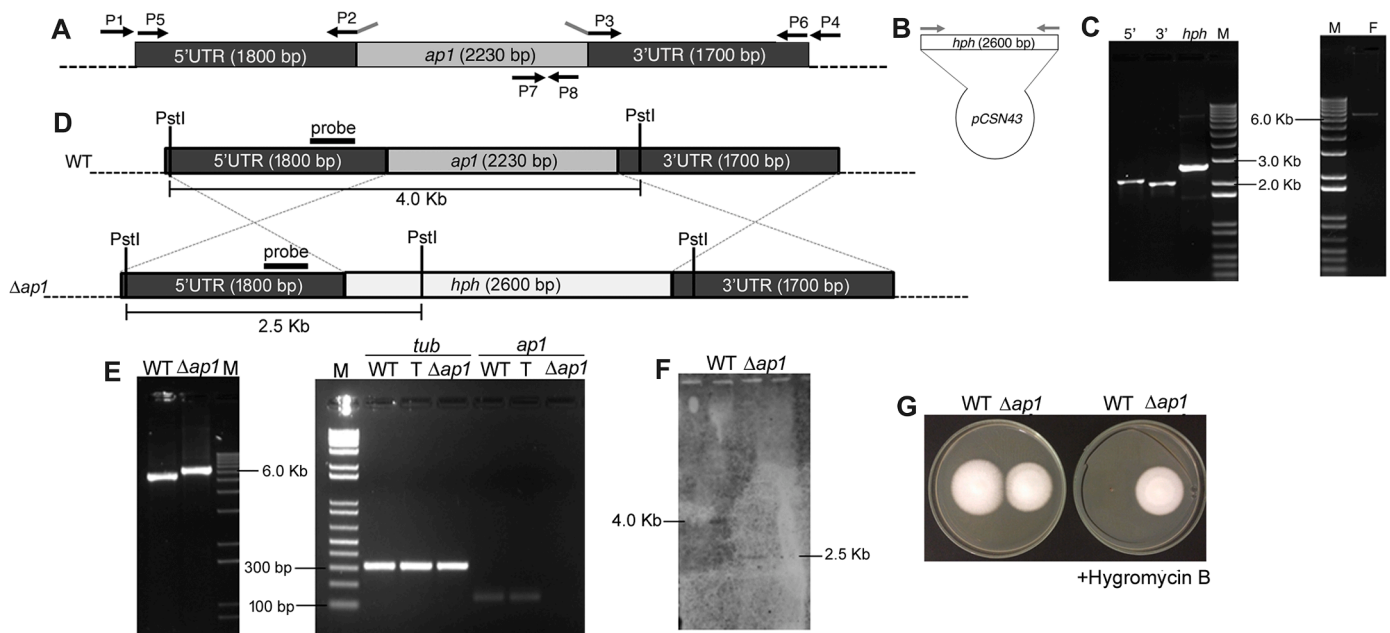 A
P1 P5 P2 P3 P6 P4
5'UTR (1800 bp) ap1 (2230 bp) 3'UTR (1700 bp)
P7 P8
B
hph (2600 bp)
pCSN43
C
5' 3' hph M
M F
6.0 Kb
3.0 Kb
2.0 Kb
D
PstI PstI
probe
WT 5'UTR (1800 bp) ap1 (2230 bp) 3'UTR (1700 bp)
4.0 Kb
PstI PstI PstI
probe
Δap1 5'UTR (1800 bp) hph (2600 bp) 3'UTR (1700 bp)
2.5 Kb
E
WT Δap1 M
6.0 Kb
tub ap1
M WT T Δap1 WT T Δap1
300 bp
100 bp
F
WT Δap1
4.0 Kb
2.5 Kb
G
WT Δap1 WT Δap1
+Hygromycin B